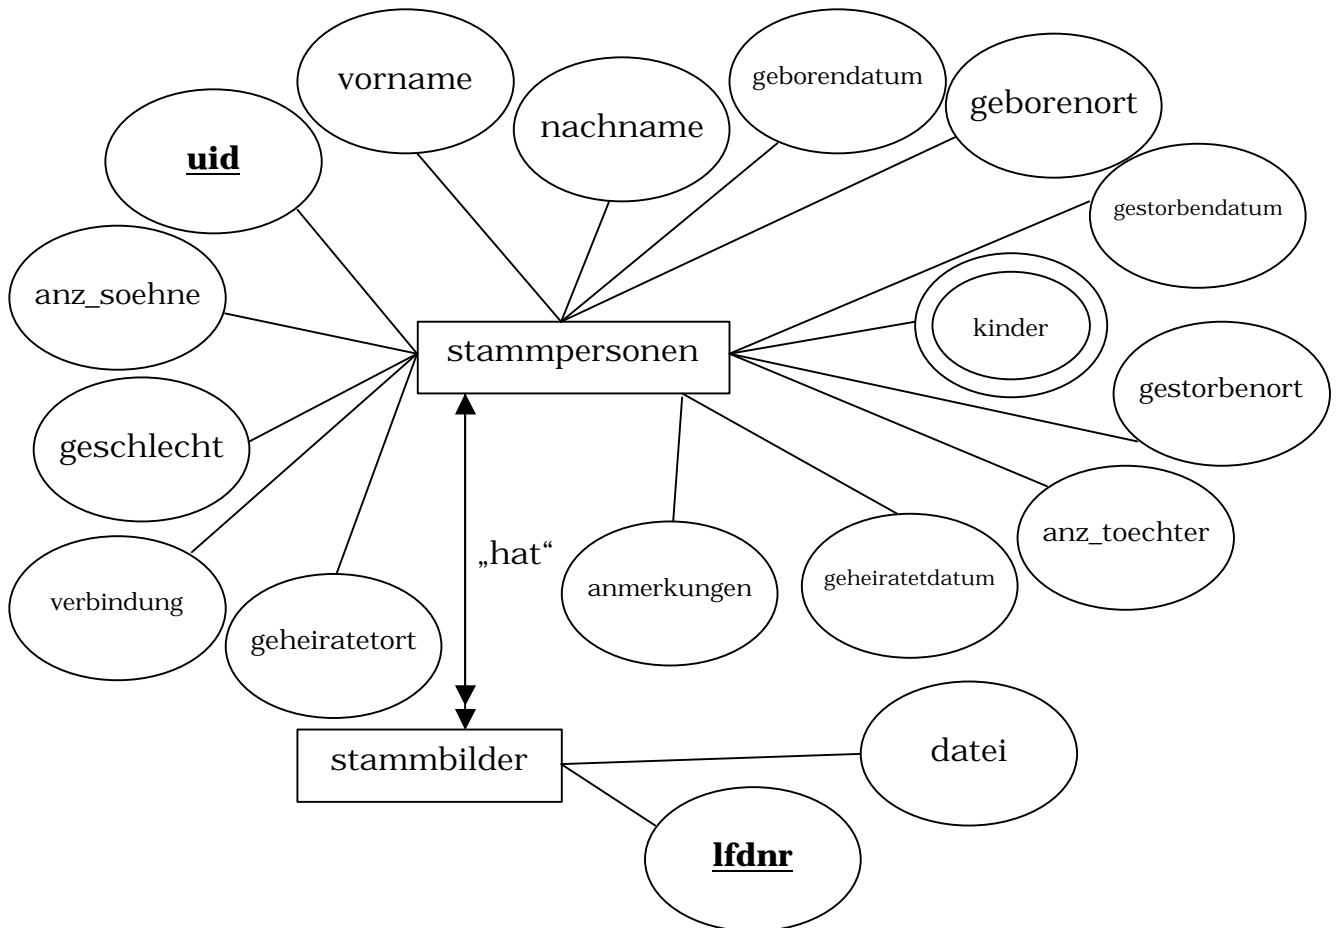 vorname
geborendatum
geborenort
nachname
uid
gestorbendatum
anz_soehne
kinder
stammpersonen
gestorbenort
geschlecht
anz_toechter
„hat“
geheiratetdatum
anmerkungen
verbindung
geheiratetort
datei
stammbilder
lfdnr